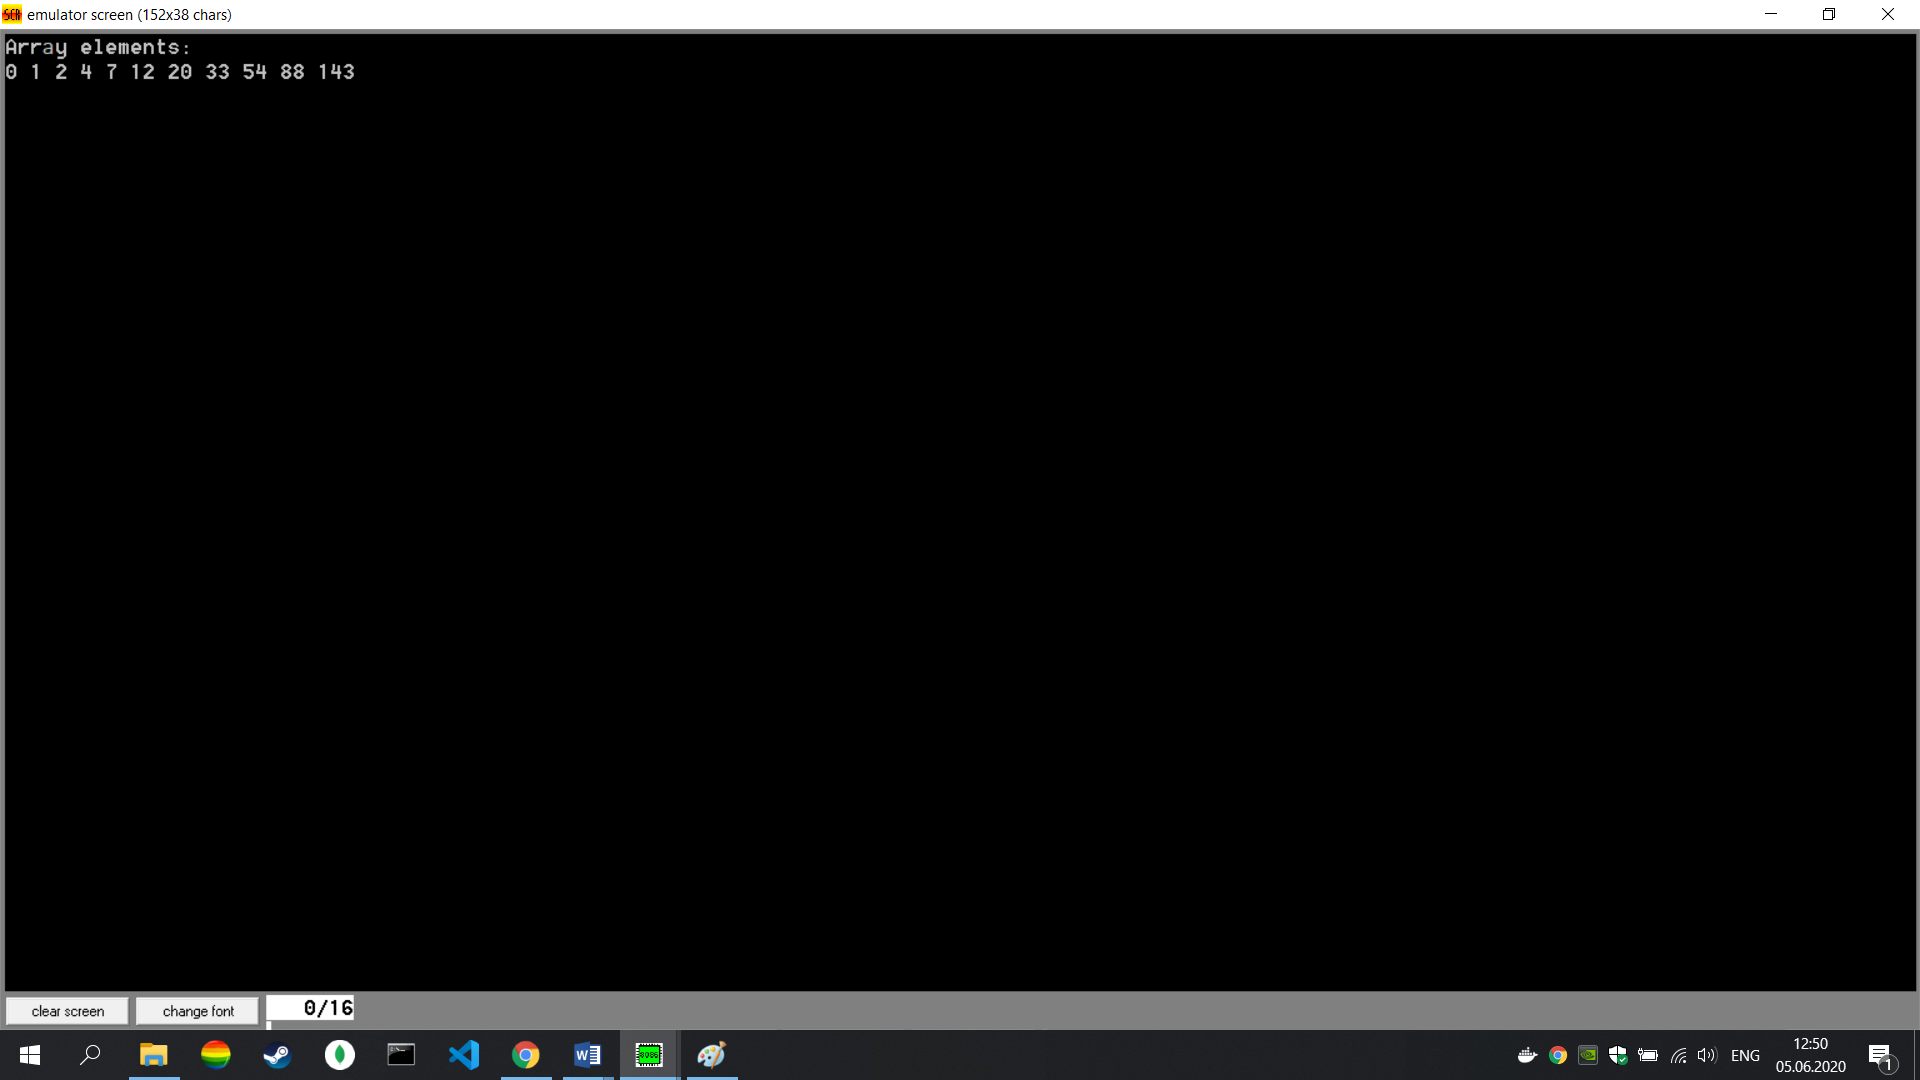 emulator screen (152x38 chars)
Array elements:
0 1 2 4 7 12 20 33 54 88 143
clear screen
change font
0/16
ENG
12:50
05.06.2020
1